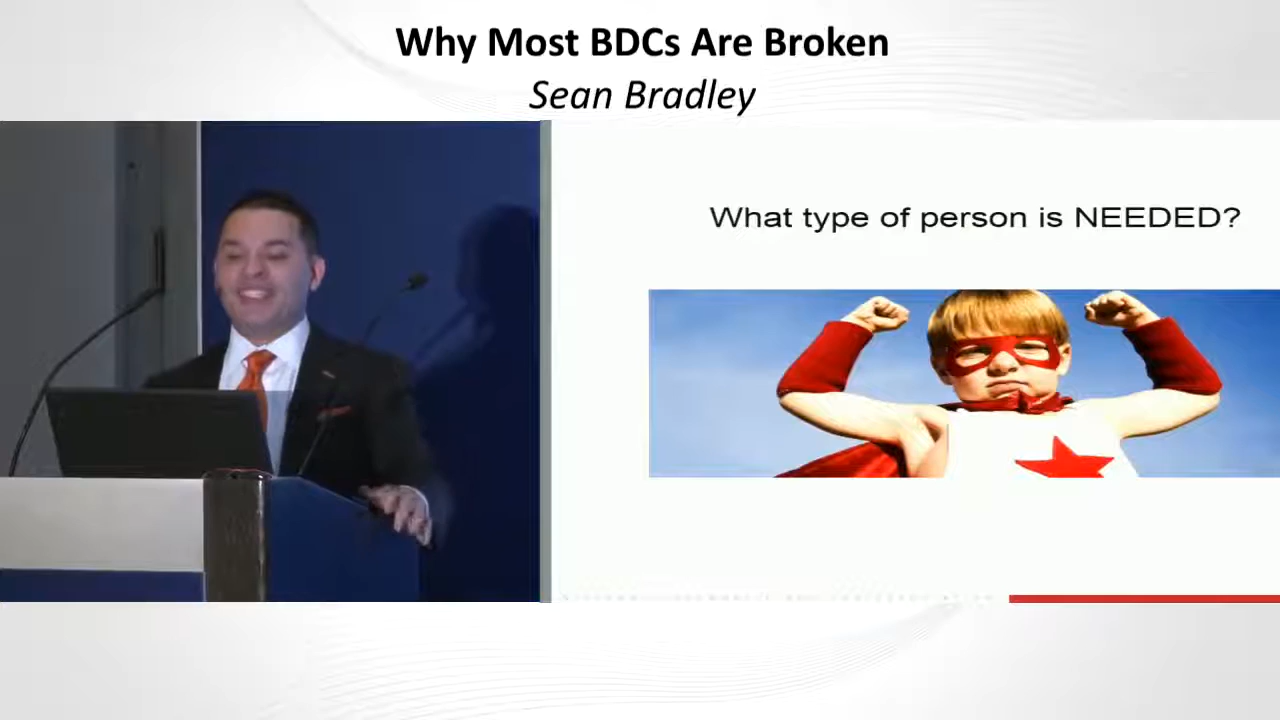 Why Most BDCs Are Broken
Sean Bradley
What type of person is NEEDED?